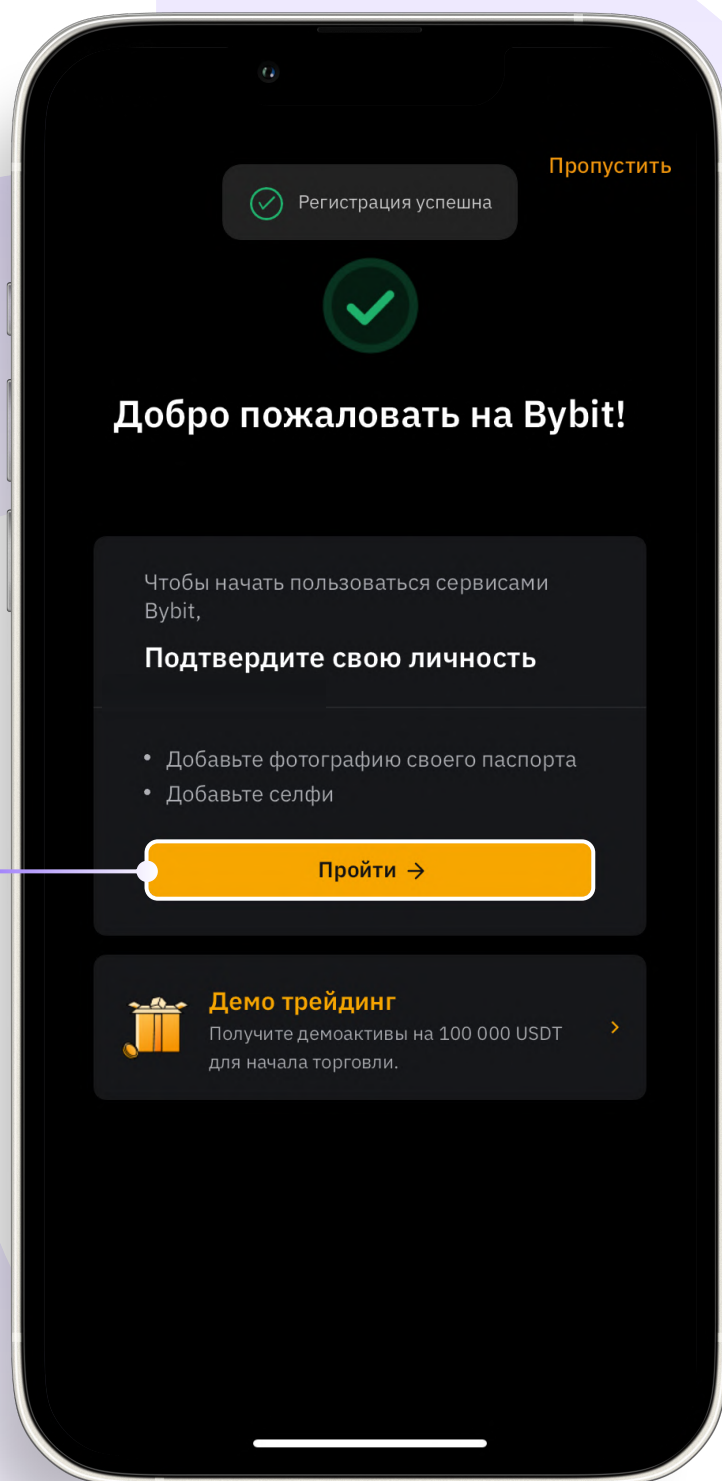 Пропустить
Регистрация успешна
Добро пожаловать на Bybit!
Чтобы начать пользоваться сервисами
Bybit,
Подтвердите свою личность
• Добавьте фотографию своего паспорта
• Добавьте селфи
Пройти →
Демо трейдинг
Получите демоактивы на 100 000 USDT
для начала торговли.